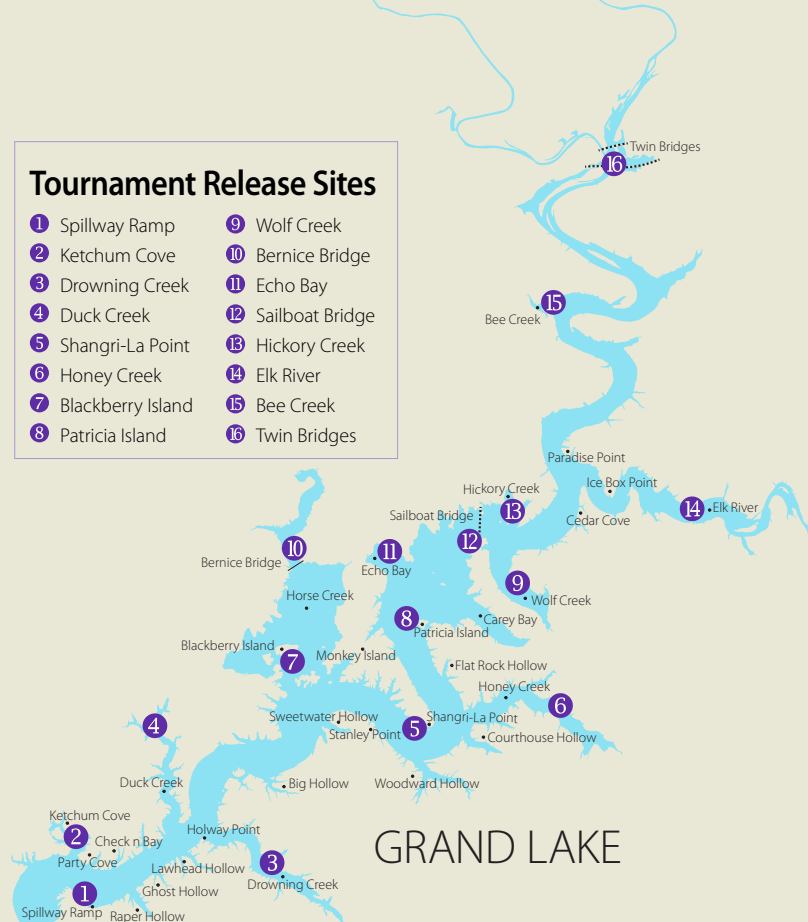 Twin Bridges
16
Tournament Release Sites
1 Spillway Ramp
2 Ketchum Cove
3 Drowning Creek
4 Duck Creek
5 Shangri-La Point
6 Honey Creek
7 Blackberry Island
8 Patricia Island
9 Wolf Creek
10 Bernice Bridge
11 Echo Bay
12 Sailboat Bridge
13 Hickory Creek
14 Elk River
15 Bee Creek
16 Twin Bridges
15
Bee Creek
Paradise Point
Ice Box Point
Hickory Creek
13
14
Elk River
Sailboat Bridge
Cedar Cove
12
10
11
Bernice Bridge
Echo Bay
9
Wolf Creek
Horse Creek
8
Carey Bay
Patricia Island
Blackberry Island
7
Monkey Island
Flat Rock Hollow
Honey Creek
6
Sweetwater Hollow
Shangri-La Point
5
4
Stanley Point
Courthouse Hollow
Duck Creek
Big Hollow
Woodward Hollow
Ketchum Cove
2
Holway Point
Check n Bay
GRAND LAKE
Party Cove
Lawhead Hollow
3
Drowning Creek
1
Ghost Hollow
Spillway Ramp
Raper Hollow